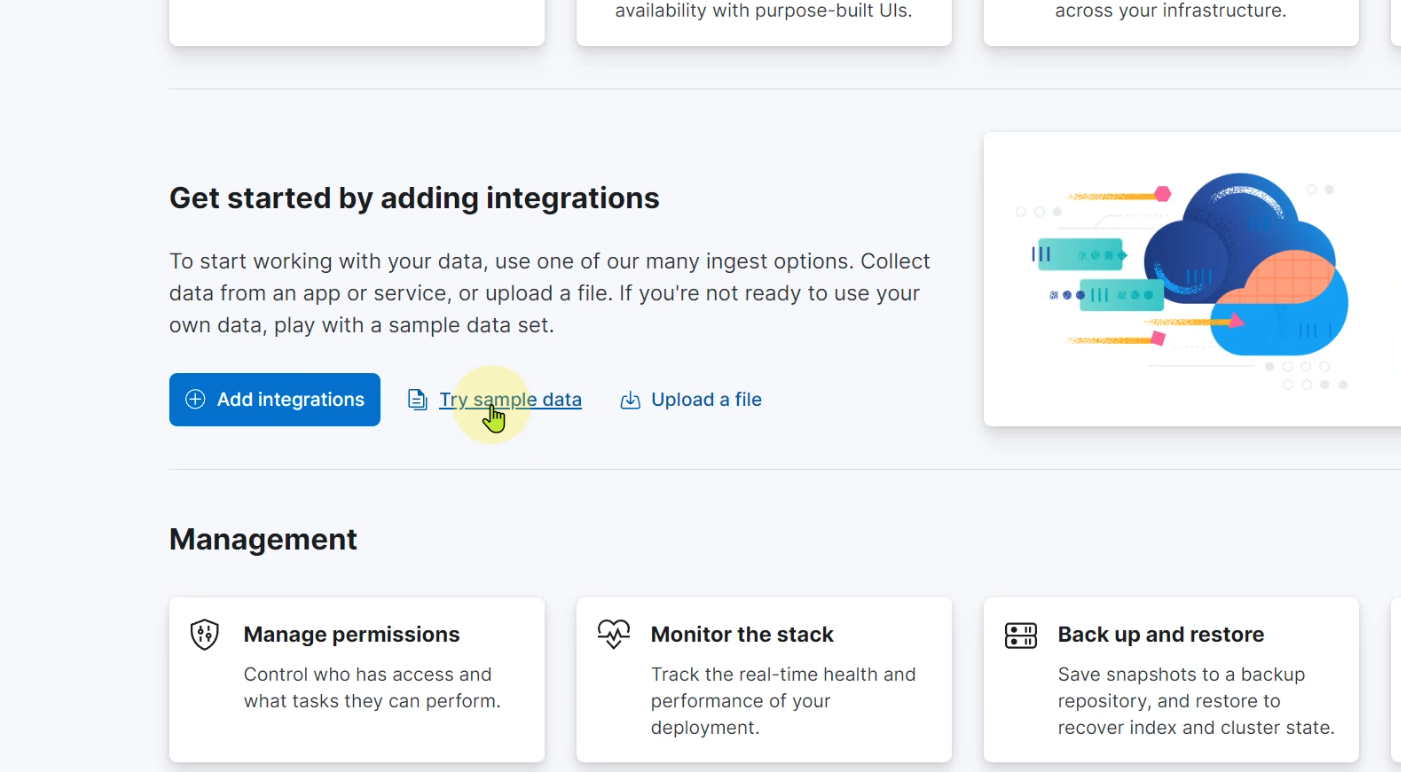 availability with purpose-built UIs.
across your infrastructure.
Get started by adding integrations
To start working with your data, use one of our many ingest options. Collect
data from an app or service, or upload a file. If you're not ready to use your
own data, play with a sample data set.
Add integrations
Try sample data
Upload a file
Management
Manage permissions
Control who has access and
what tasks they can perform.
Monitor the stack
Track the real-time health and
performance of your
deployment.
Back up and restore
Save snapshots to a backup
repository, and restore to
recover index and cluster state.